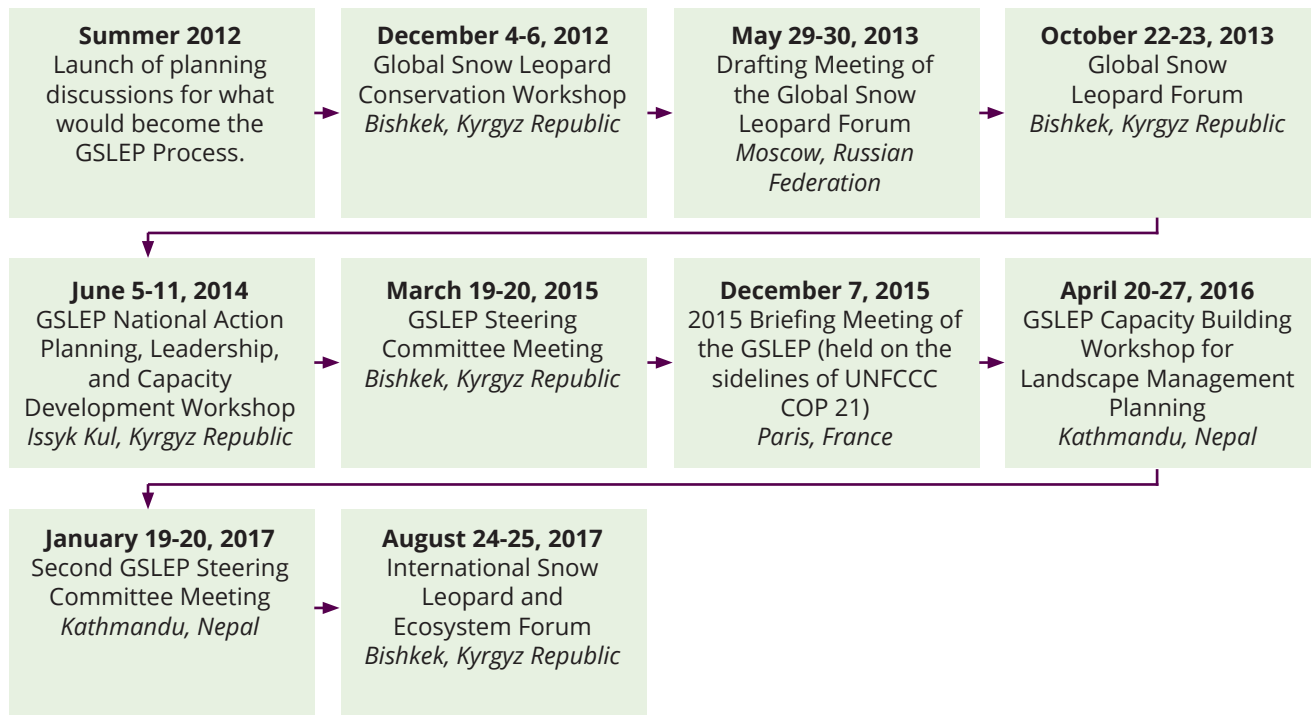 Summer 2012
Launch of planning
discussions for what
would become the
GSLEP Process.
December 4-6, 2012
Global Snow Leopard
Conservation Workshop
Bishkek, Kyrgyz Republic
May 29-30, 2013
Drafting Meeting of
the Global Snow
Leopard Forum
Moscow, Russian
Federation
October 22-23, 2013
Global Snow
Leopard Forum
Bishkek, Kyrgyz Republic
June 5-11, 2014
GSLEP National Action
Planning, Leadership,
and Capacity
Development Workshop
Issyk Kul, Kyrgyz Republic
March 19-20, 2015
GSLEP Steering
Committee Meeting
Bishkek, Kyrgyz Republic
December 7, 2015
2015 Briefing Meeting of
the GSLEP (held on the
sidelines of UNFCCC
COP 21)
Paris, France
April 20-27, 2016
GSLEP Capacity Building
Workshop for
Landscape Management
Planning
Kathmandu, Nepal
January 19-20, 2017
Second GSLEP Steering
Committee Meeting
Kathmandu, Nepal
August 24-25, 2017
International Snow
Leopard and
Ecosystem Forum
Bishkek, Kyrgyz Republic